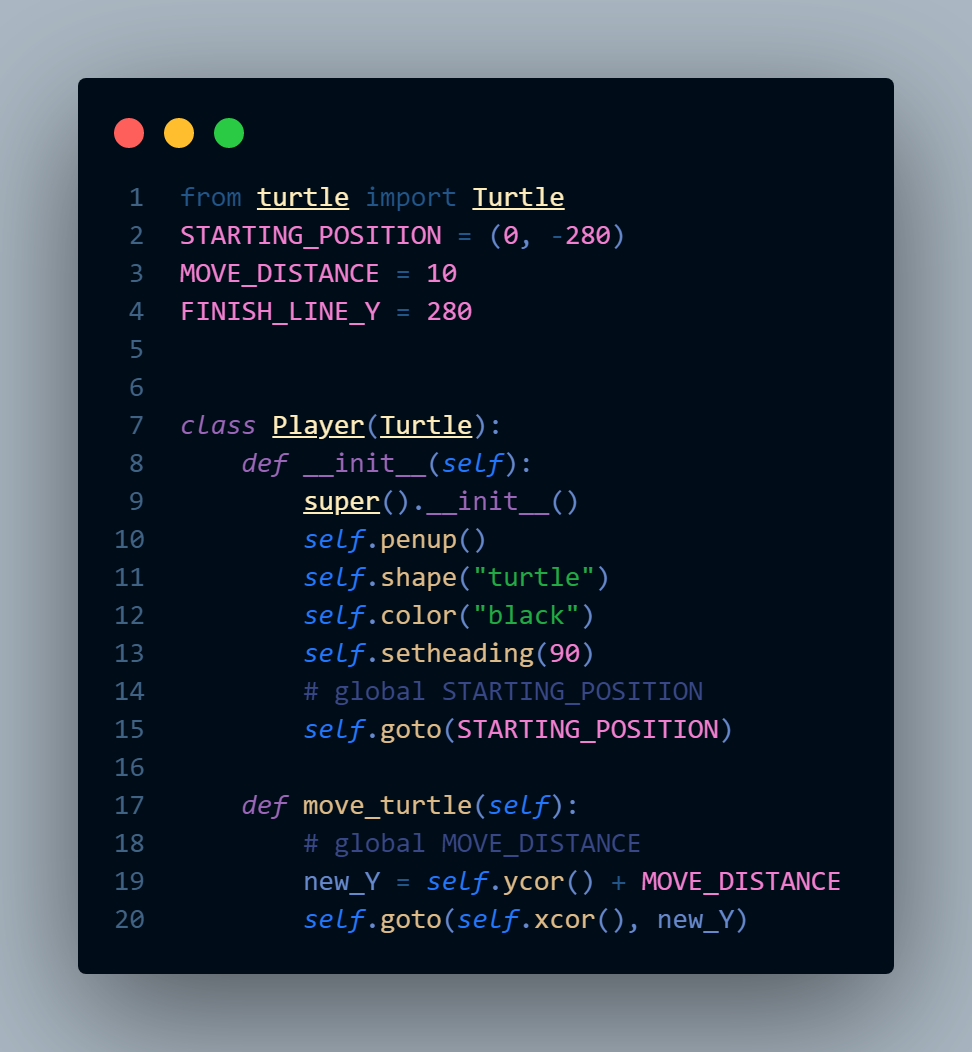 1 from turtle import Turtle
2 STARTING_POSITION = (0, -280)
3 MOVE_DISTANCE = 10
4 FINISH_LINE_Y = 280
5
6
7 class Player(Turtle):
8     def __init__(self):
9         super().__init__()
10         self.penup()
11         self.shape("turtle")
12         self.color("black")
13         self.setheading(90)
14         # global STARTING_POSITION
15         self.goto(STARTING_POSITION)
16
17     def move_turtle(self):
18         # global MOVE_DISTANCE
19         new_Y = self.ycor() + MOVE_DISTANCE
20         self.goto(self.xcor(), new_Y)